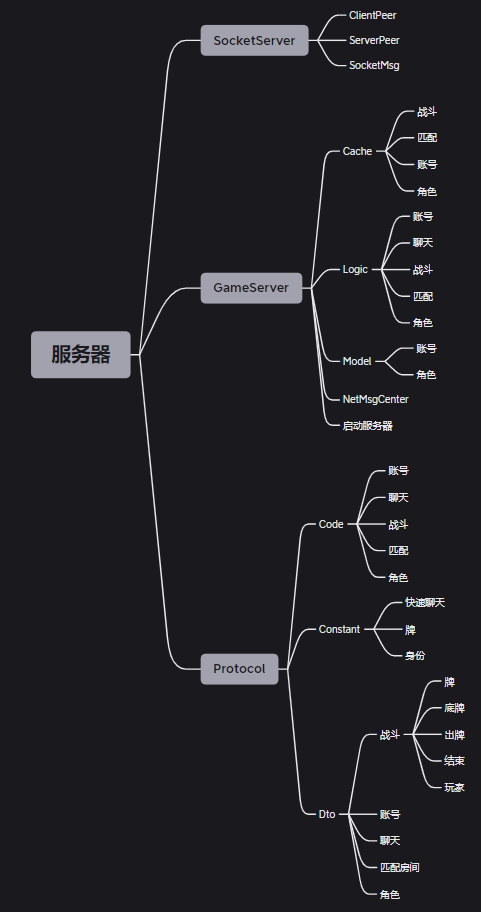 服务器
SocketServer
ClientPeer
ServerPeer
SocketMsg
GameServer
Cache
战斗
匹配
账号
角色
Logic
账号
聊天
战斗
匹配
角色
Model
账号
角色
NetMsgCenter
启动服务器
Protocol
Code
账号
聊天
战斗
匹配
角色
Constant
快速聊天
牌
身份
Dto
战斗
牌
底牌
出牌
结束
玩家
账号
聊天
匹配房间
角色